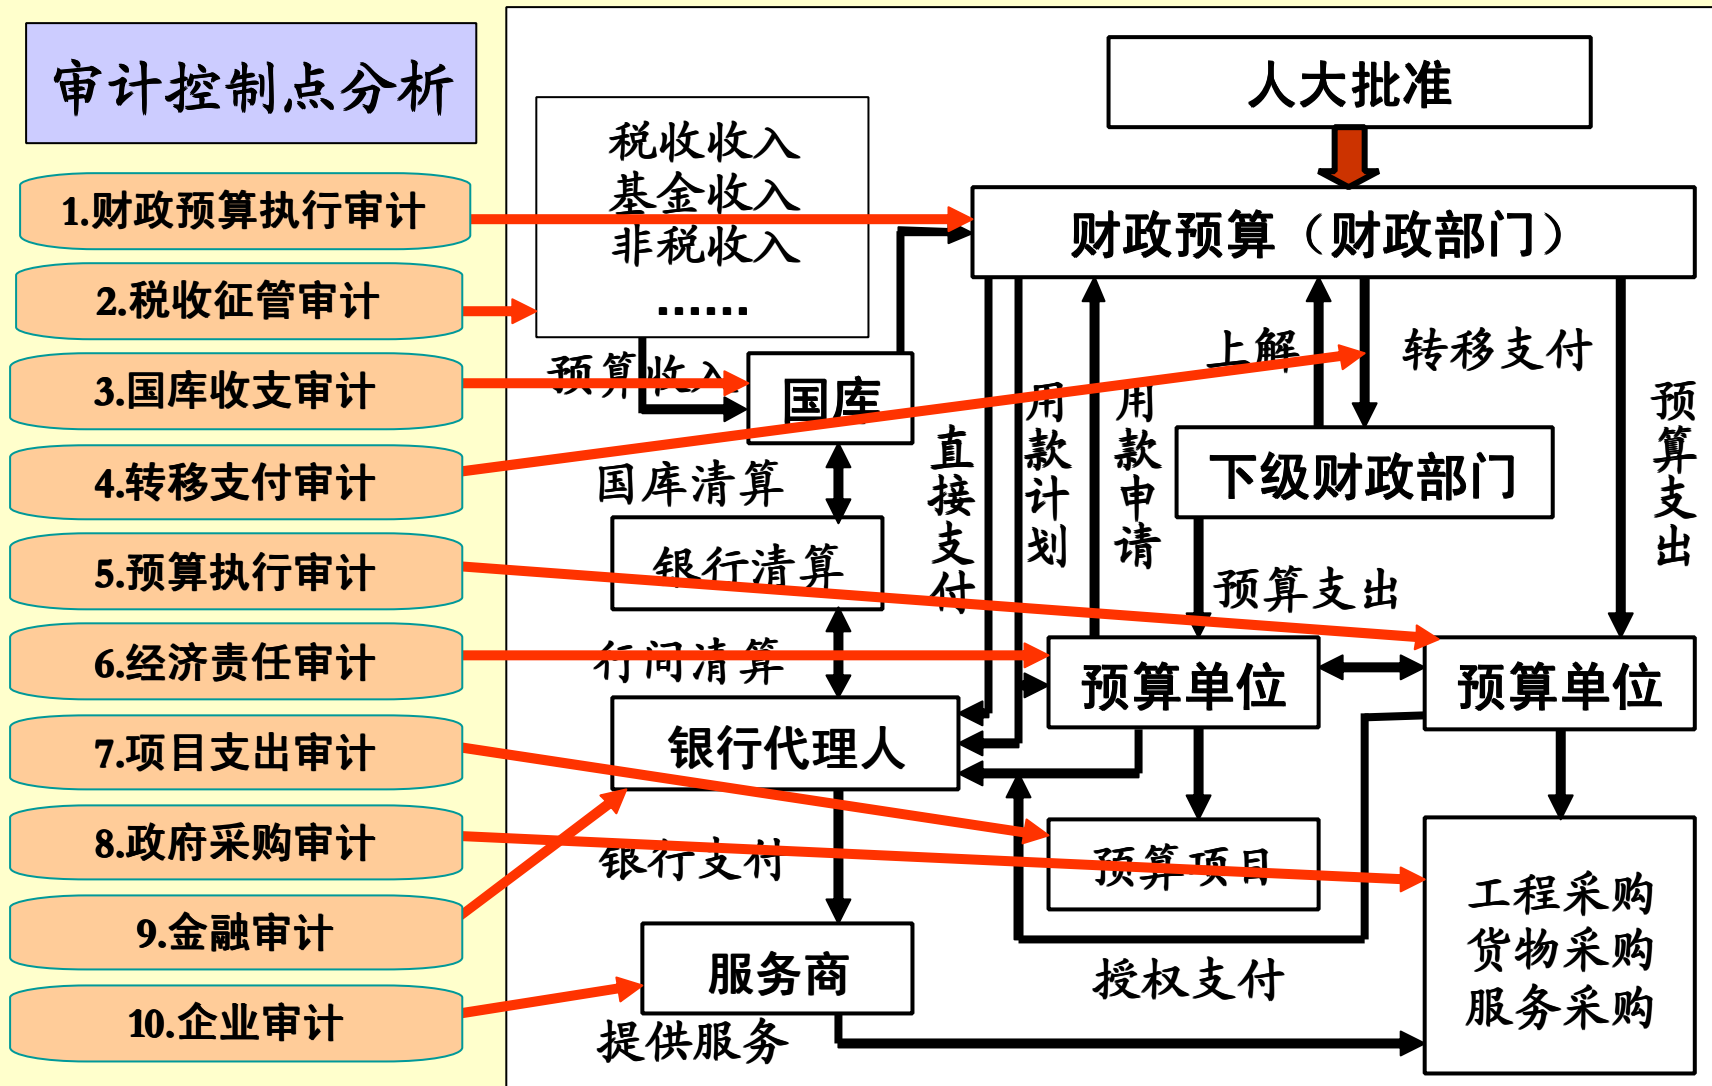 审计控制点分析
1.财政预算执行审计
2.税收征管审计
3.国库收支审计
4.转移支付审计
5.预算执行审计
6.经济责任审计
7.项目支出审计
8.政府采购审计
9.金融审计
10.企业审计
人大批准
税收收入
基金收入
非税收入
……
财政预算（财政部门）
预算收入
国库
上解
转移支付
直接支付
用款计划
用款申请
预算支出
国库清算
下级财政部门
银行清算
预算支出
行间清算
预算单位
预算单位
银行代理人
银行支付
预算项目
工程采购
货物采购
服务采购
服务商
授权支付
提供服务